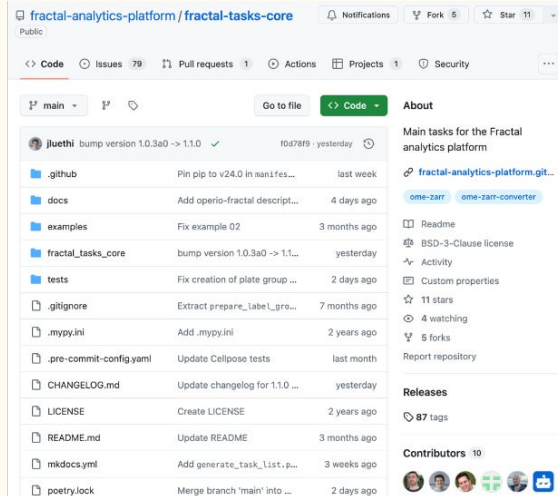 fractal-analytics-platform / fractal-tasks-core
Notifications Fork 5 Star 11
Public
Code Issues 79 Pull requests 1 Actions Projects 1 Security ...
main Go to file Code
jluethi bump version 1.0.3a0 -> 1.1.0 f0d78f9 · yesterday
.github Pin pip to v24.0 in manifes... last week
docs Add operio-fractal descript... 4 days ago
examples Fix example 02 3 months ago
fractal_tasks_core bump version 1.0.3a0 -> 1.1... yesterday
tests Fix creation of plate group ... 2 days ago
.gitignore Extract prepare_label_gro... 7 months ago
.mypy.ini Add .mypy.ini 2 years ago
.pre-commit-config.yaml Update Cellpose tests last month
CHANGELOG.md Update changelog for 1.1.0 ... yesterday
LICENSE Create LICENSE 2 years ago
README.md Update README 3 months ago
mkdocs.yml Add generate_task_list.p... 3 weeks ago
poetry.lock Merge branch 'main' into ... 2 days ago
About
Main tasks for the Fractal
analytics platform
fractal-analytics-platform.git...
ome-zarr ome-zarr-converter
Readme
BSD-3-Clause license
Activity
Custom properties
11 stars
4 watching
5 forks
Report repository
Releases
87 tags
Contributors 10